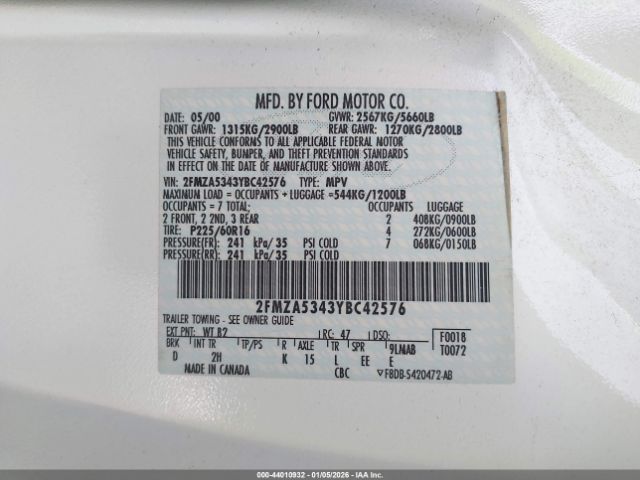 MFD. BY FORD MOTOR CO.
DATE: 05/00 GVWR: 2567KG/5660LB
FRONT GAWR: 1315KG/2900LB REAR GAWR: 1270KG/2800LB
THIS VEHICLE CONFORMS TO ALL APPLICABLE FEDERAL MOTOR
VEHICLE SAFETY, BUMPER, AND THEFT PREVENTION STANDARDS
IN EFFECT ON THE DATE OF MANUFACTURE SHOWN ABOVE.
VIN: 2FMZA5343YBC42576 TYPE: MPV
MAXIMUM LOAD = OCCUPANTS + LUGGAGE =544KG/1200LB
OCCUPANTS = 7 TOTAL: OCCUPANTS LUGGAGE
2 FRONT, 2 2ND, 3 REAR 2 408KG/0900LB
TIRE: P225/60R16 4 272KG/0600LB
PRESSURE(FR): 241 kPa/35 PSI COLD 7 068KG/0150LB
PRESSURE(RR): 241 kPa/35 PSI COLD
2FMZA5343YBC42576
TRAILER TOWING - SEE OWNER GUIDE
EXT PNT: WT B2 RC: 47 DSO: F0018
BRK INT TR TP/PS R AXLE TR SPR 9LMAB T0072
D 2H K 15 L EE E
MADE IN CANADA CBC F8DB-5420472-AB
000-44010932 - 01/05/2026 - IAAI.COM